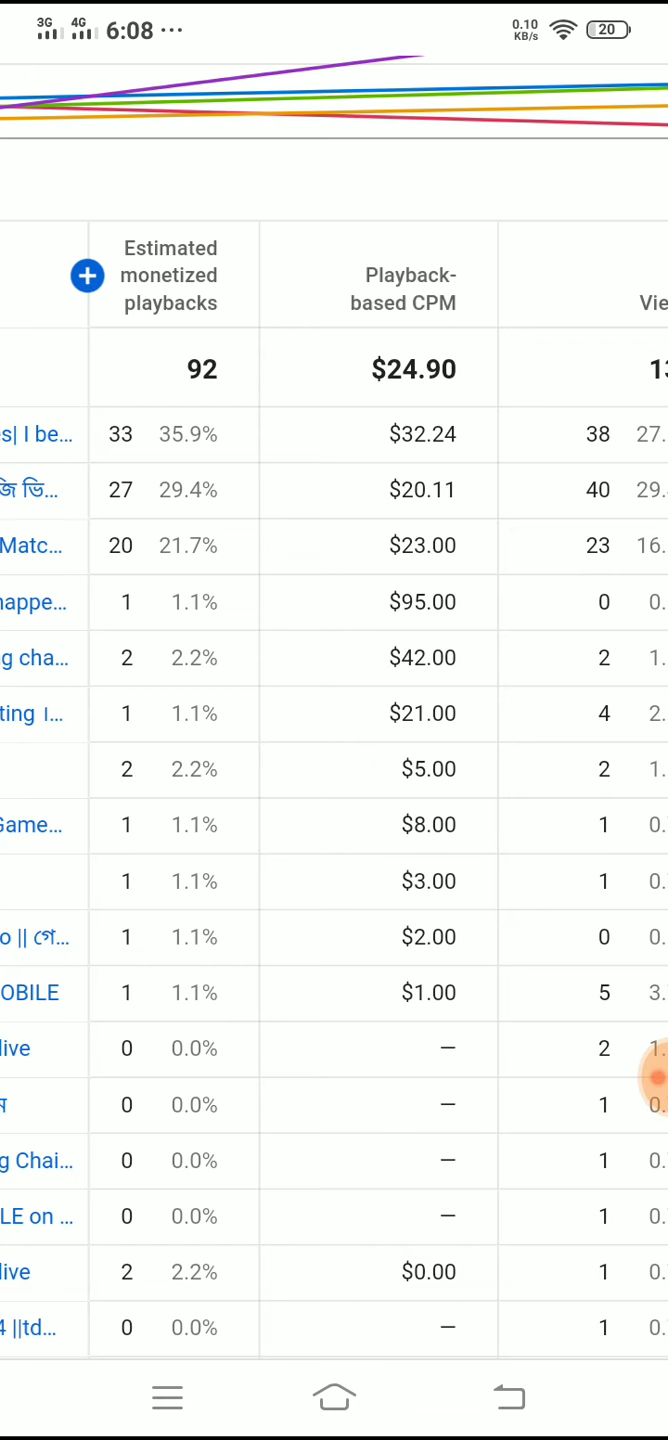 3G 4G 6:08 ... 0.10 KB/s 20
Estimated monetized playbacks Playback-based CPM Vie
92 $24.90 13
s| I be... 33 35.9% $32.24 38 27.
জি ভি... 27 29.4% $20.11 40 29.
Matc... 20 21.7% $23.00 23 16.
nappe... 1 1.1% $95.00 0 0.
g cha... 2 2.2% $42.00 2 1.
ting ।... 1 1.1% $21.00 4 2.
2 2.2% $5.00 2 1.
Game... 1 1.1% $8.00 1 0.
1 1.1% $3.00 1 0.
o || গে... 1 1.1% $2.00 0 0.
OBILE 1 1.1% $1.00 5 3.
live 0 0.0% — 2 1.
0 0.0% — 1 0.
g Chai... 0 0.0% — 1 0.
LE on ... 0 0.0% — 1 0.
live 2 2.2% $0.00 1 0.
4 ||td... 0 0.0% — 1 0.